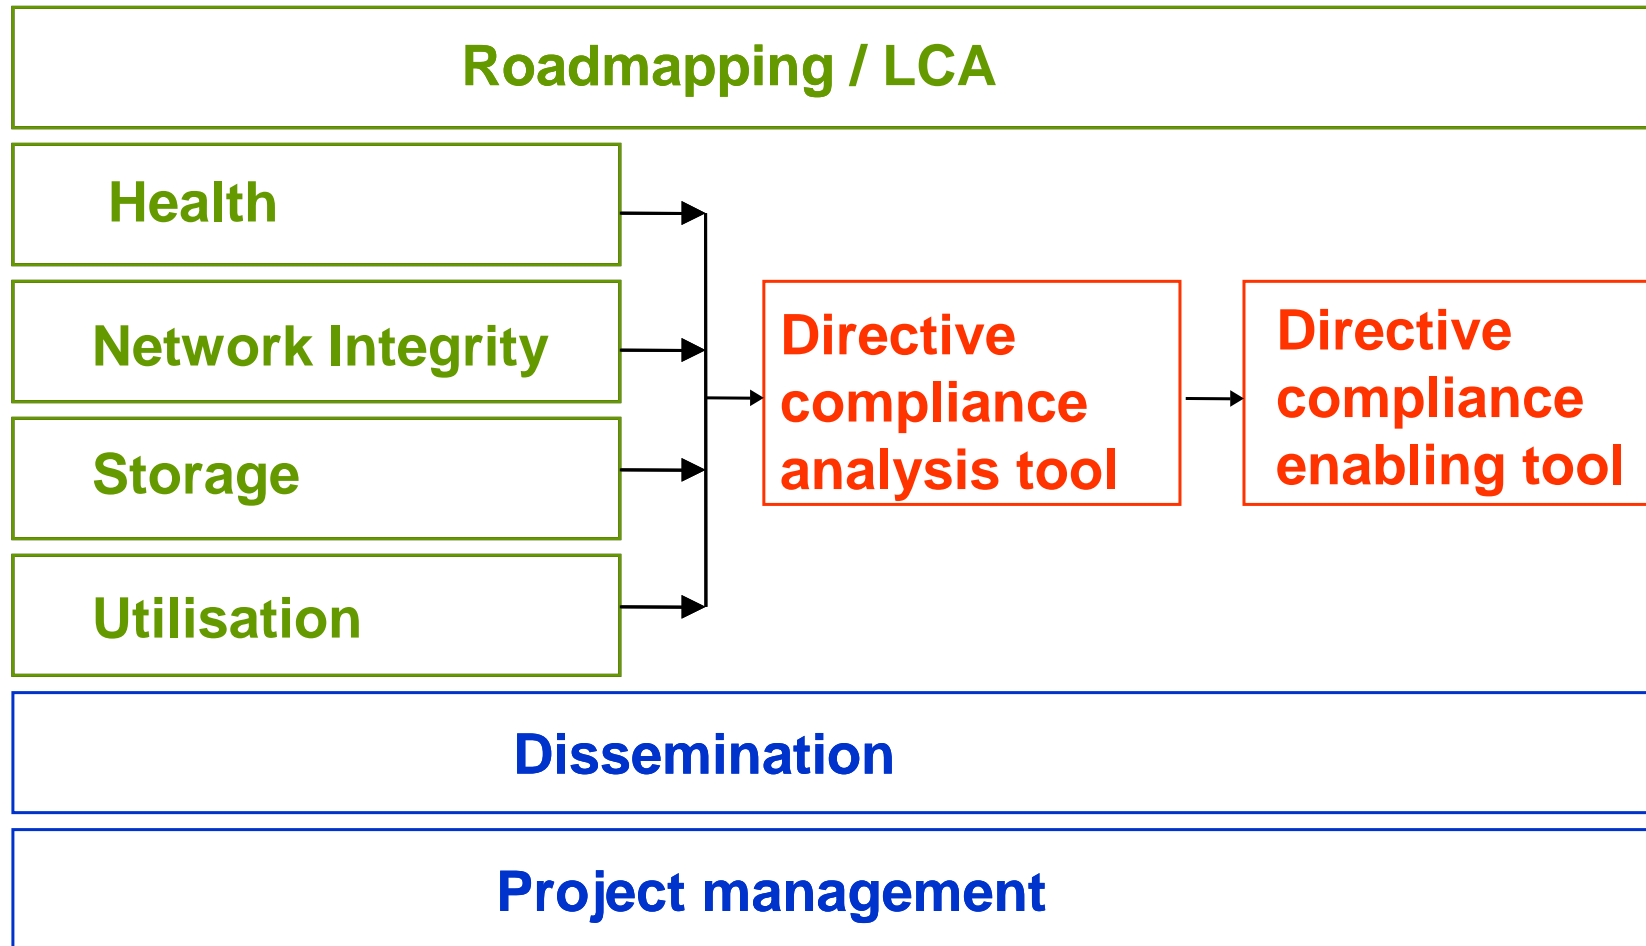 Roadmapping / LCA
Health
Network Integrity
Storage
Utilisation
Directive
compliance
analysis tool
Directive
compliance
enabling tool
Dissemination
Project management